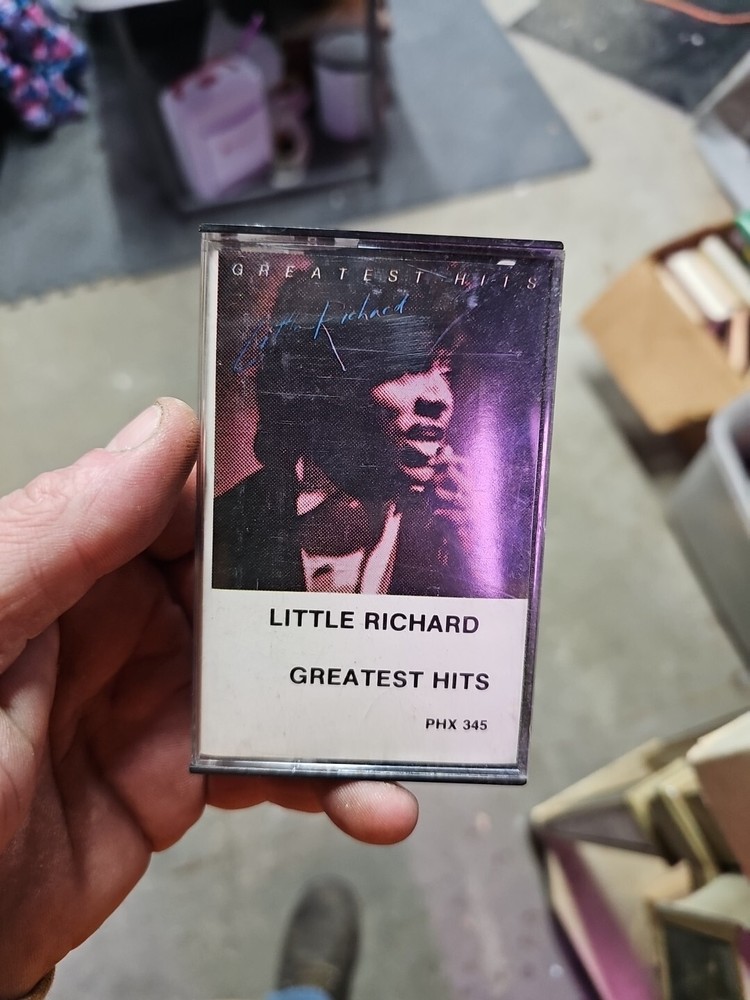 GREATEST HITS
Little Richard
LITTLE RICHARD
GREATEST HITS
PHX 345